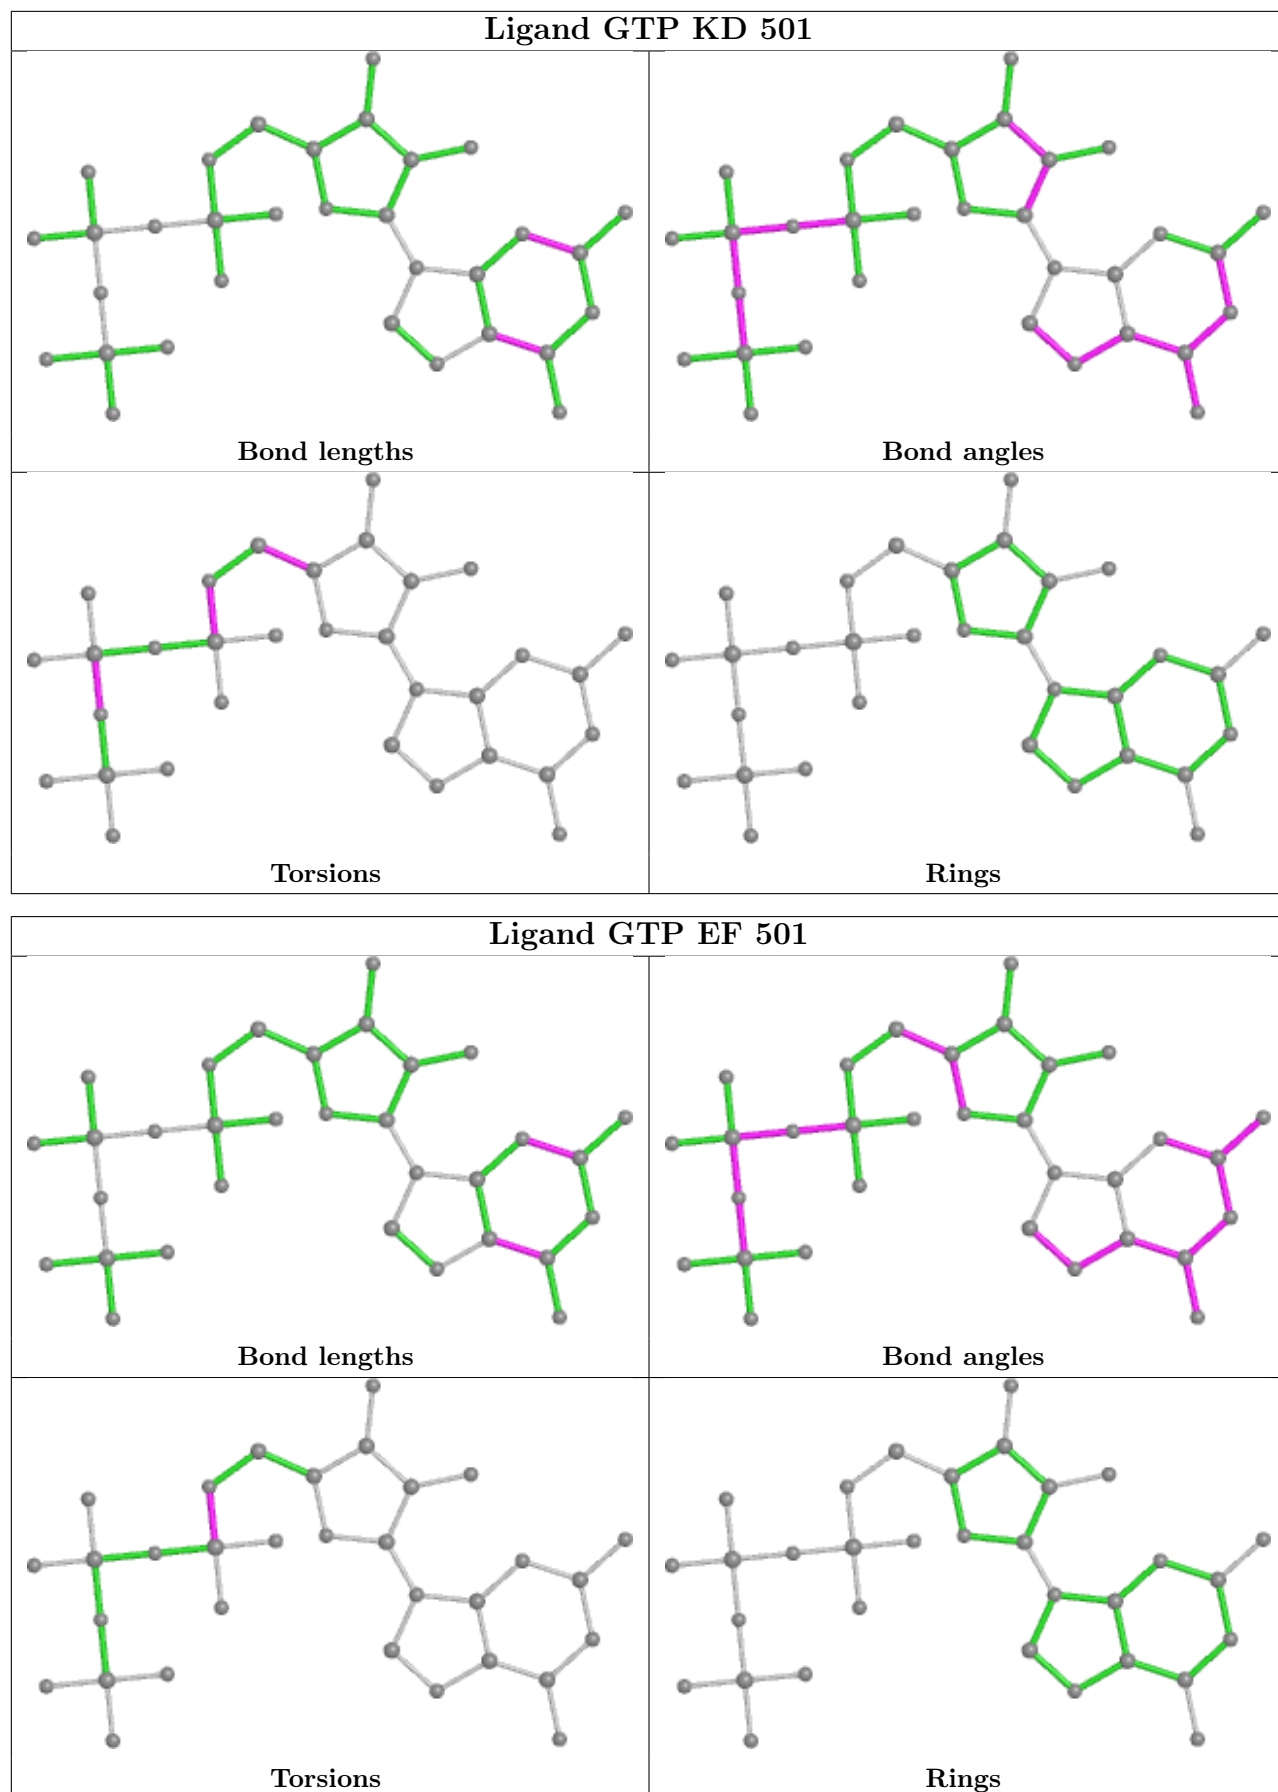 Ligand GTP KD 501
Bond lengths
Bond angles
Torsions
Rings
Ligand GTP EF 501
Bond lengths
Bond angles
Torsions
Rings